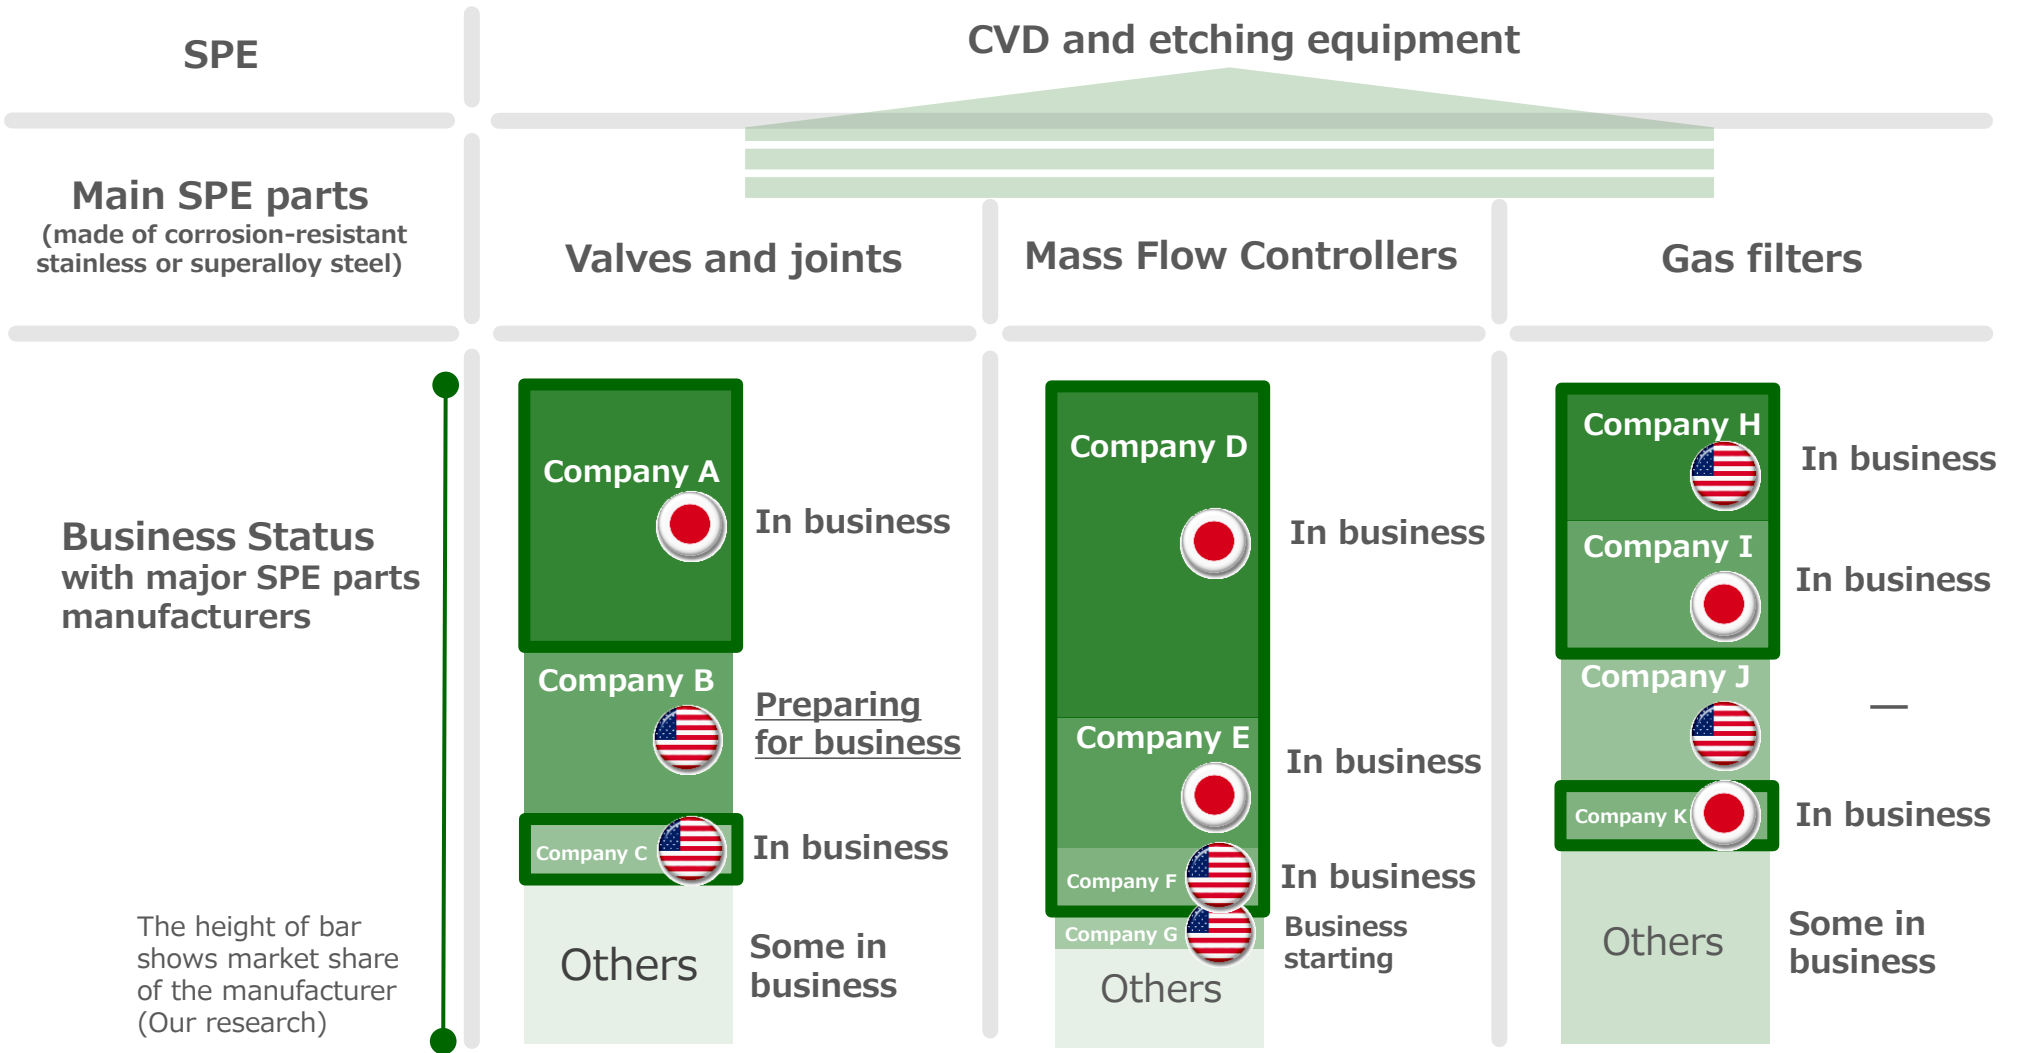 SPE
CVD and etching equipment
Main SPE parts
(made of corrosion-resistant
stainless or superalloy steel)
Valves and joints
Mass Flow Controllers
Gas filters
Business Status
with major SPE parts
manufacturers
The height of bar
shows market share
of the manufacturer
(Our research)
Company A
In business
Company B
Preparing
for business
Company C
In business
Others
Some in
business
Company D
In business
Company E
In business
Company F
In business
Company G
Business
starting
Others
Company H
In business
Company I
In business
Company J
—
Company K
In business
Others
Some in
business